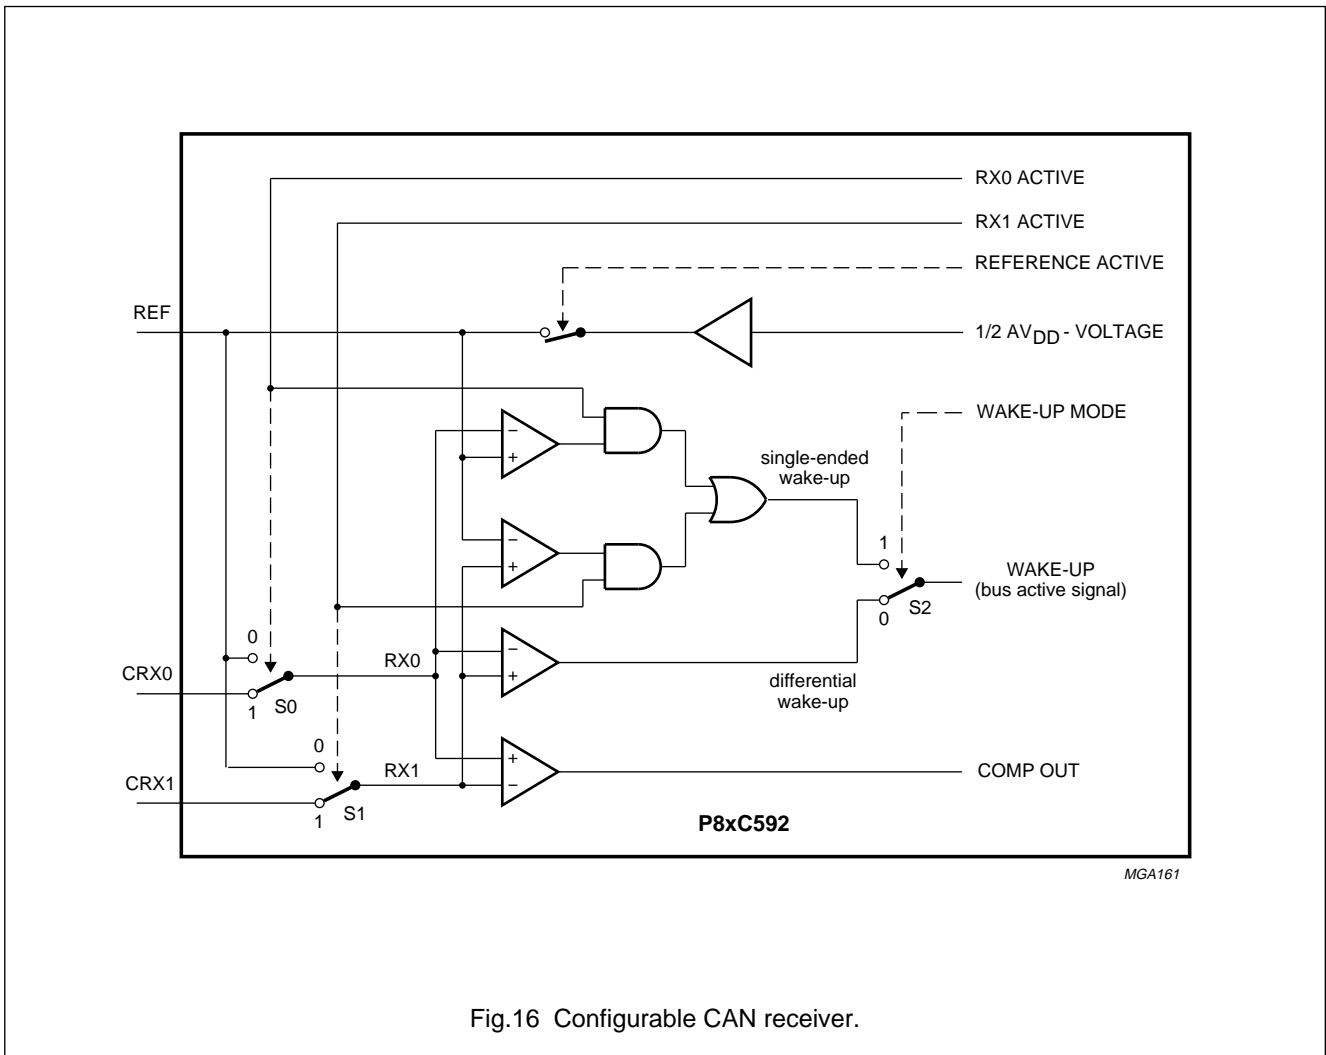 RX0 ACTIVE
RX1 ACTIVE
REFERENCE ACTIVE
REF
1/2 AVDD - VOLTAGE
WAKE-UP MODE
−
+
single-ended
wake-up
−
+
1
WAKE-UP
(bus active signal)
S2
0
0
CRX0
RX0
−
+
differential
wake-up
1
S0
0
CRX1
RX1
+
−
COMP OUT
1
S1
P8xC592
MGA161
Fig.16 Configurable CAN receiver.